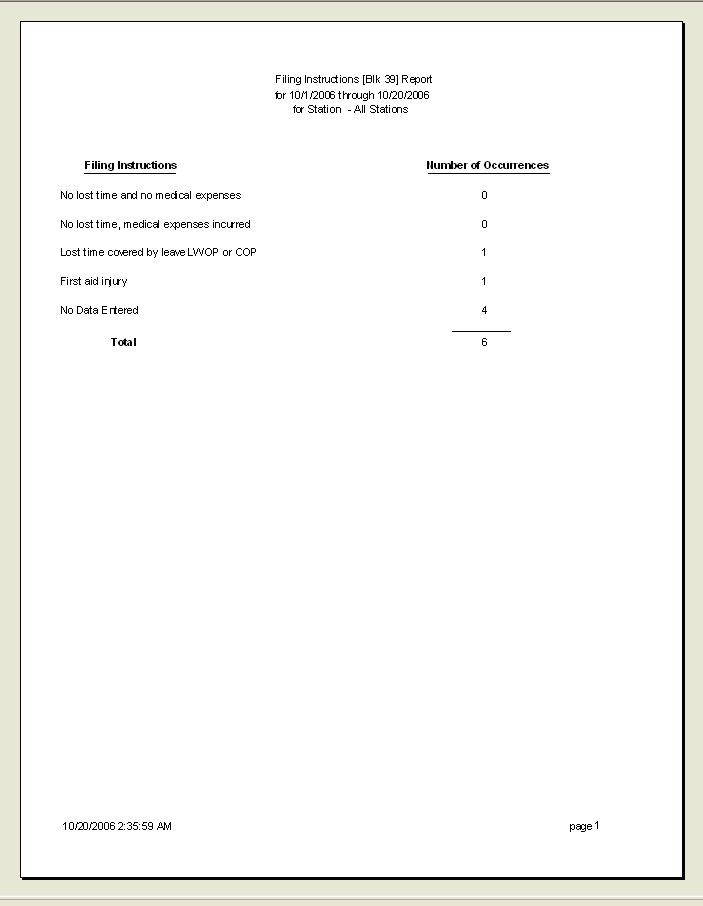 Filing Instructions [Blk 39] Report
for 10/1/2006 through 10/20/2006
for Station - All Stations
Filing Instructions Number of Occurrences
No lost time and no medical expenses 0
No lost time, medical expenses incurred 0
Lost time covered by leave LWOP or COP 1
First aid injury 1
No Data Entered 4
Total 6
10/20/2006 2:35:59 AM page 1